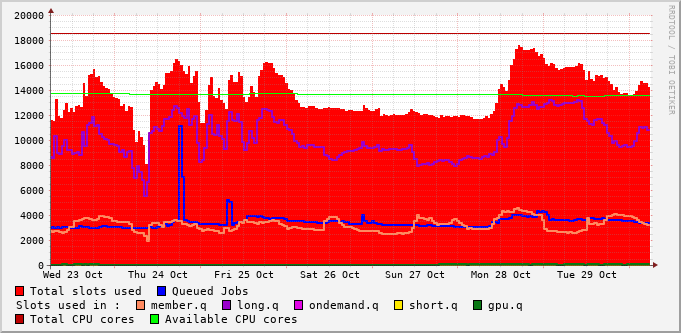 20000
18000
16000
14000
12000
10000
8000
6000
4000
2000
0
Wed 23 Oct Thu 24 Oct Fri 25 Oct Sat 26 Oct Sun 27 Oct Mon 28 Oct Tue 29 Oct
Total slots used Queued Jobs
Slots used in : member.q long.q ondemand.q short.q gpu.q
Total CPU cores Available CPU cores
RRDTOOL / TOBI OETIKER